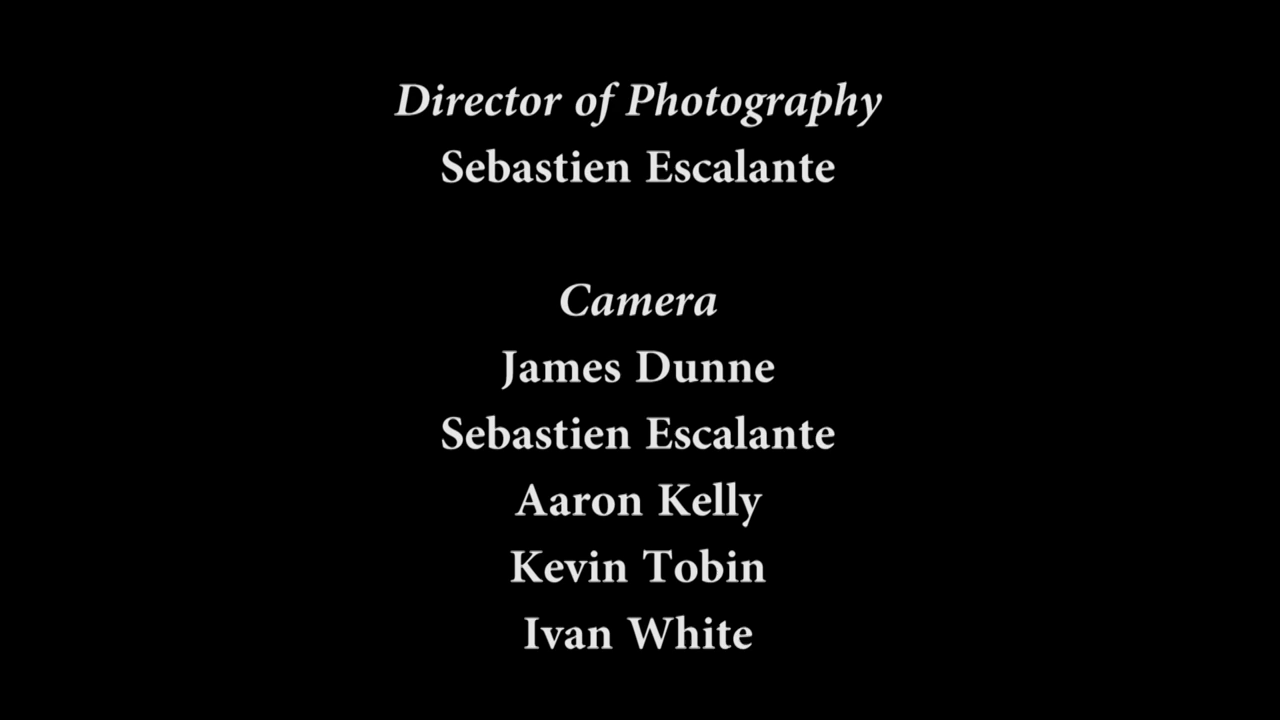 Director of Photography
Sebastien Escalante
Camera
James Dunne
Sebastien Escalante
Aaron Kelly
Kevin Tobin
Ivan White